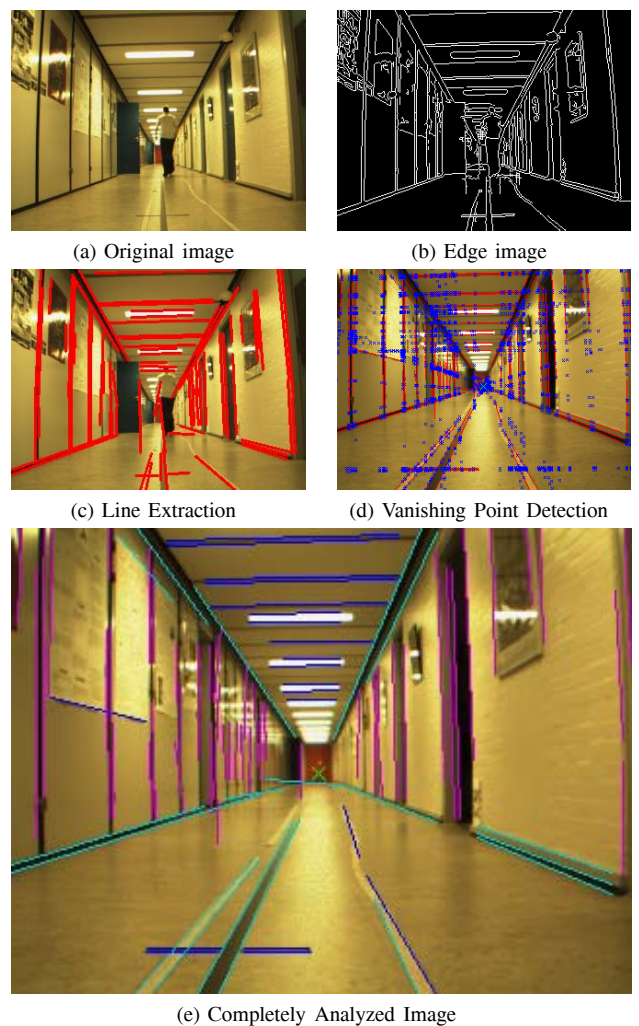 (a) Original image
(b) Edge image
(c) Line Extraction
(d) Vanishing Point Detection
(e) Completely Analyzed Image